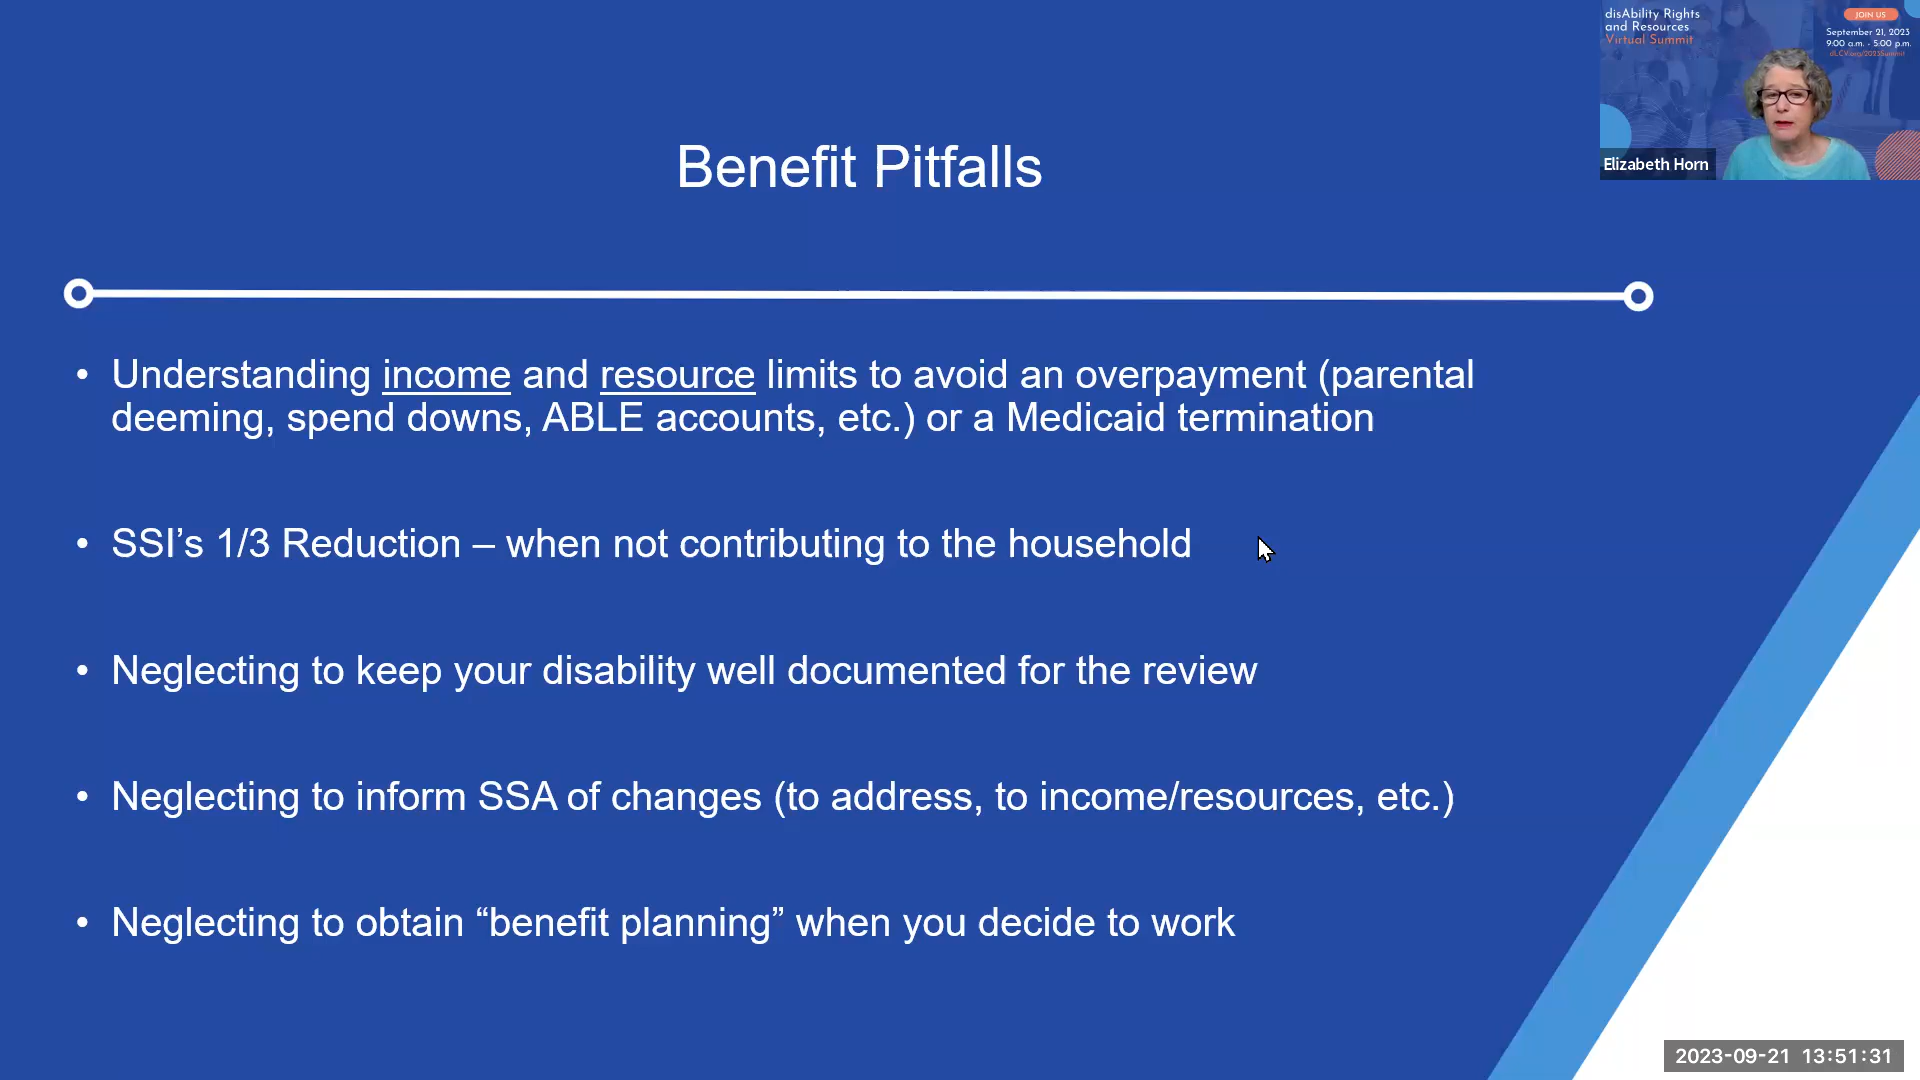 disAbility Rights
and Resources
Virtual Summit
JOIN US
September 21, 2023
9:00 a.m. - 5:00 p.m.
dLCV.org/2023Summit
Elizabeth Horn
Benefit Pitfalls
• Understanding income and resource limits to avoid an overpayment (parental
deeming, spend downs, ABLE accounts, etc.) or a Medicaid termination
• SSI’s 1/3 Reduction – when not contributing to the household
• Neglecting to keep your disability well documented for the review
• Neglecting to inform SSA of changes (to address, to income/resources, etc.)
• Neglecting to obtain “benefit planning” when you decide to work
2023-09-21 13:51:31